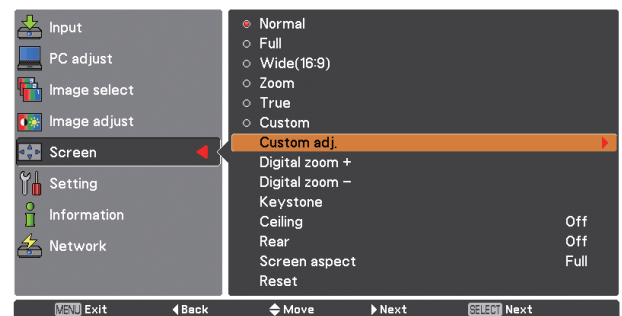 Input
PC adjust
Image select
Image adjust
Screen
Setting
Information
Network
Normal
Full
Wide(16:9)
Zoom
True
Custom
Custom adj.
Digital zoom +
Digital zoom −
Keystone
Ceiling Off
Rear Off
Screen aspect Full
Reset
MENU Exit Back Move Next SELECT Next